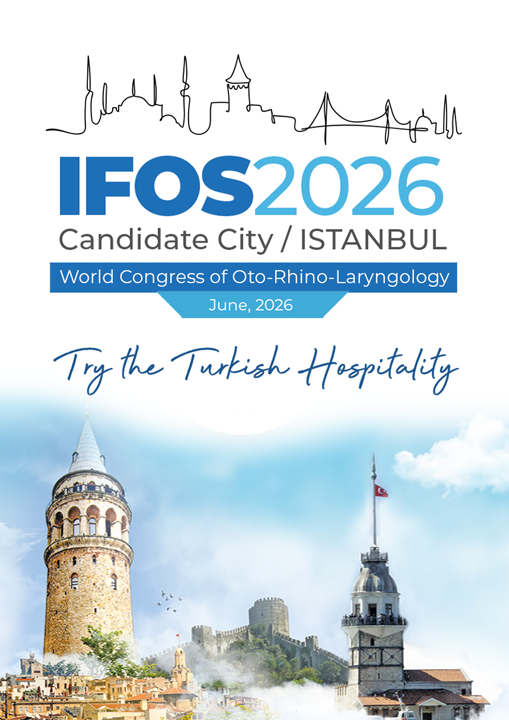 IFOS2026
Candidate City / ISTANBUL
World Congress of Oto-Rhino-Laryngology
June, 2026
Try the Turkish Hospitality